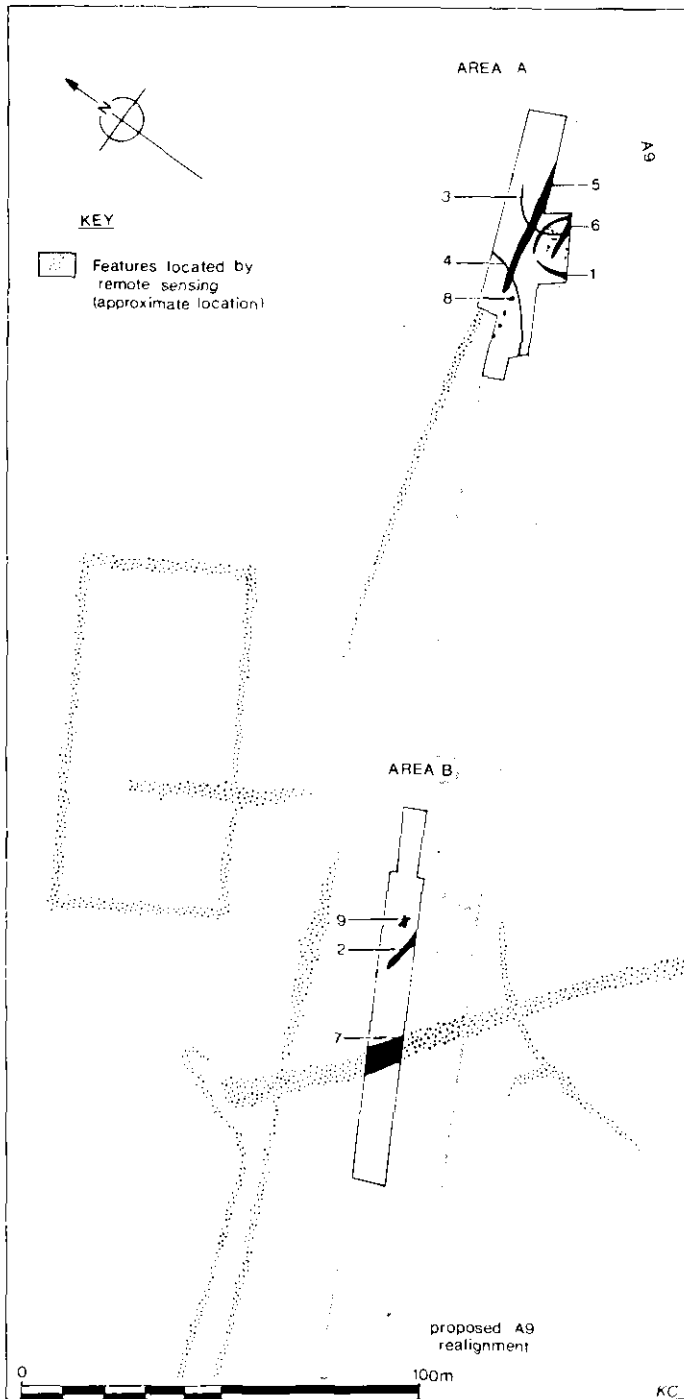 AREA A
N
A9
KEY
Features located by
remote sensing
(approximate location)
3
5
6
4
1
8
AREA B
9
2
7
proposed A9
realignment
0
100m
KC